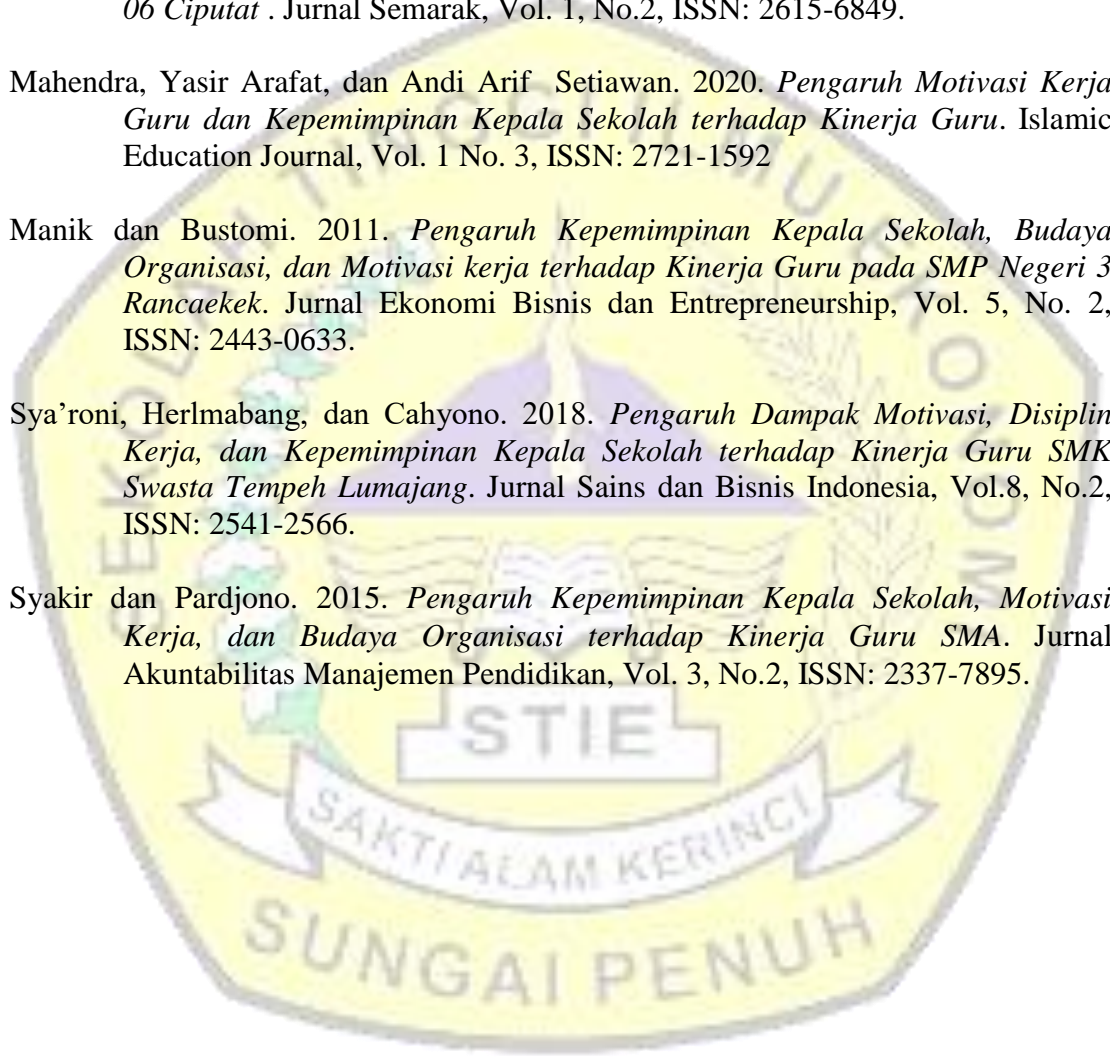 06 Ciputat . Jurnal Semarak, Vol. 1, No.2, ISSN: 2615-6849.
Mahendra, Yasir Arafat, dan Andi Arif Setiawan. 2020. Pengaruh Motivasi Kerja
Guru dan Kepemimpinan Kepala Sekolah terhadap Kinerja Guru. Islamic
Education Journal, Vol. 1 No. 3, ISSN: 2721-1592
Manik dan Bustomi. 2011. Pengaruh Kepemimpinan Kepala Sekolah, Budaya
Organisasi, dan Motivasi kerja terhadap Kinerja Guru pada SMP Negeri 3
Rancaekek. Jurnal Ekonomi Bisnis dan Entrepreneurship, Vol. 5, No. 2,
ISSN: 2443-0633.
Sya’roni, Herlmabang, dan Cahyono. 2018. Pengaruh Dampak Motivasi, Disiplin
Kerja, dan Kepemimpinan Kepala Sekolah terhadap Kinerja Guru SMK
Swasta Tempeh Lumajang. Jurnal Sains dan Bisnis Indonesia, Vol.8, No.2,
ISSN: 2541-2566.
Syakir dan Pardjono. 2015. Pengaruh Kepemimpinan Kepala Sekolah, Motivasi
Kerja, dan Budaya Organisasi terhadap Kinerja Guru SMA. Jurnal
Akuntabilitas Manajemen Pendidikan, Vol. 3, No.2, ISSN: 2337-7895.
SEKOLAH TINGGI ILMU EKONOMI
STIE
SAKTI ALAM KERINCI
SUNGAI PENUH